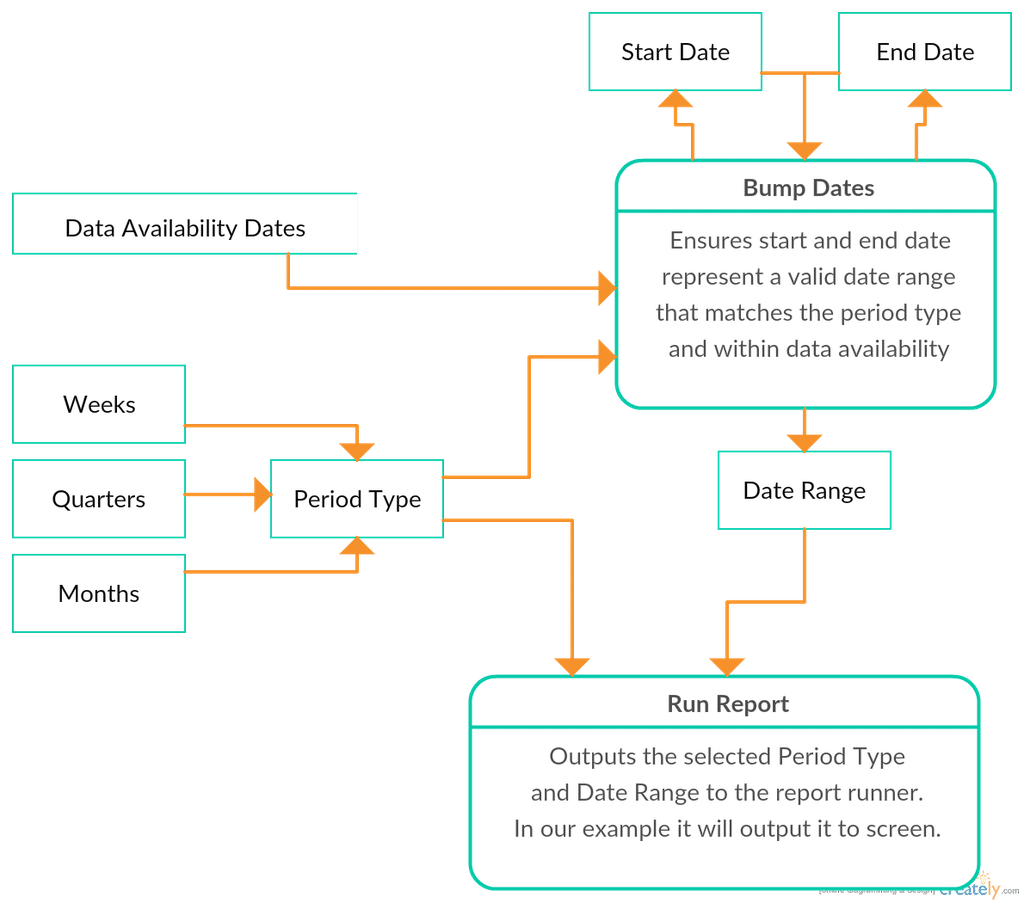 Start Date
End Date
Bump Dates
Ensures start and end date
represent a valid date range
that matches the period type
and within data availability
Data Availability Dates
Weeks
Quarters
Months
Period Type
Date Range
Run Report
Outputs the selected Period Type
and Date Range to the report runner.
In our example it will output it to screen.
creately.com